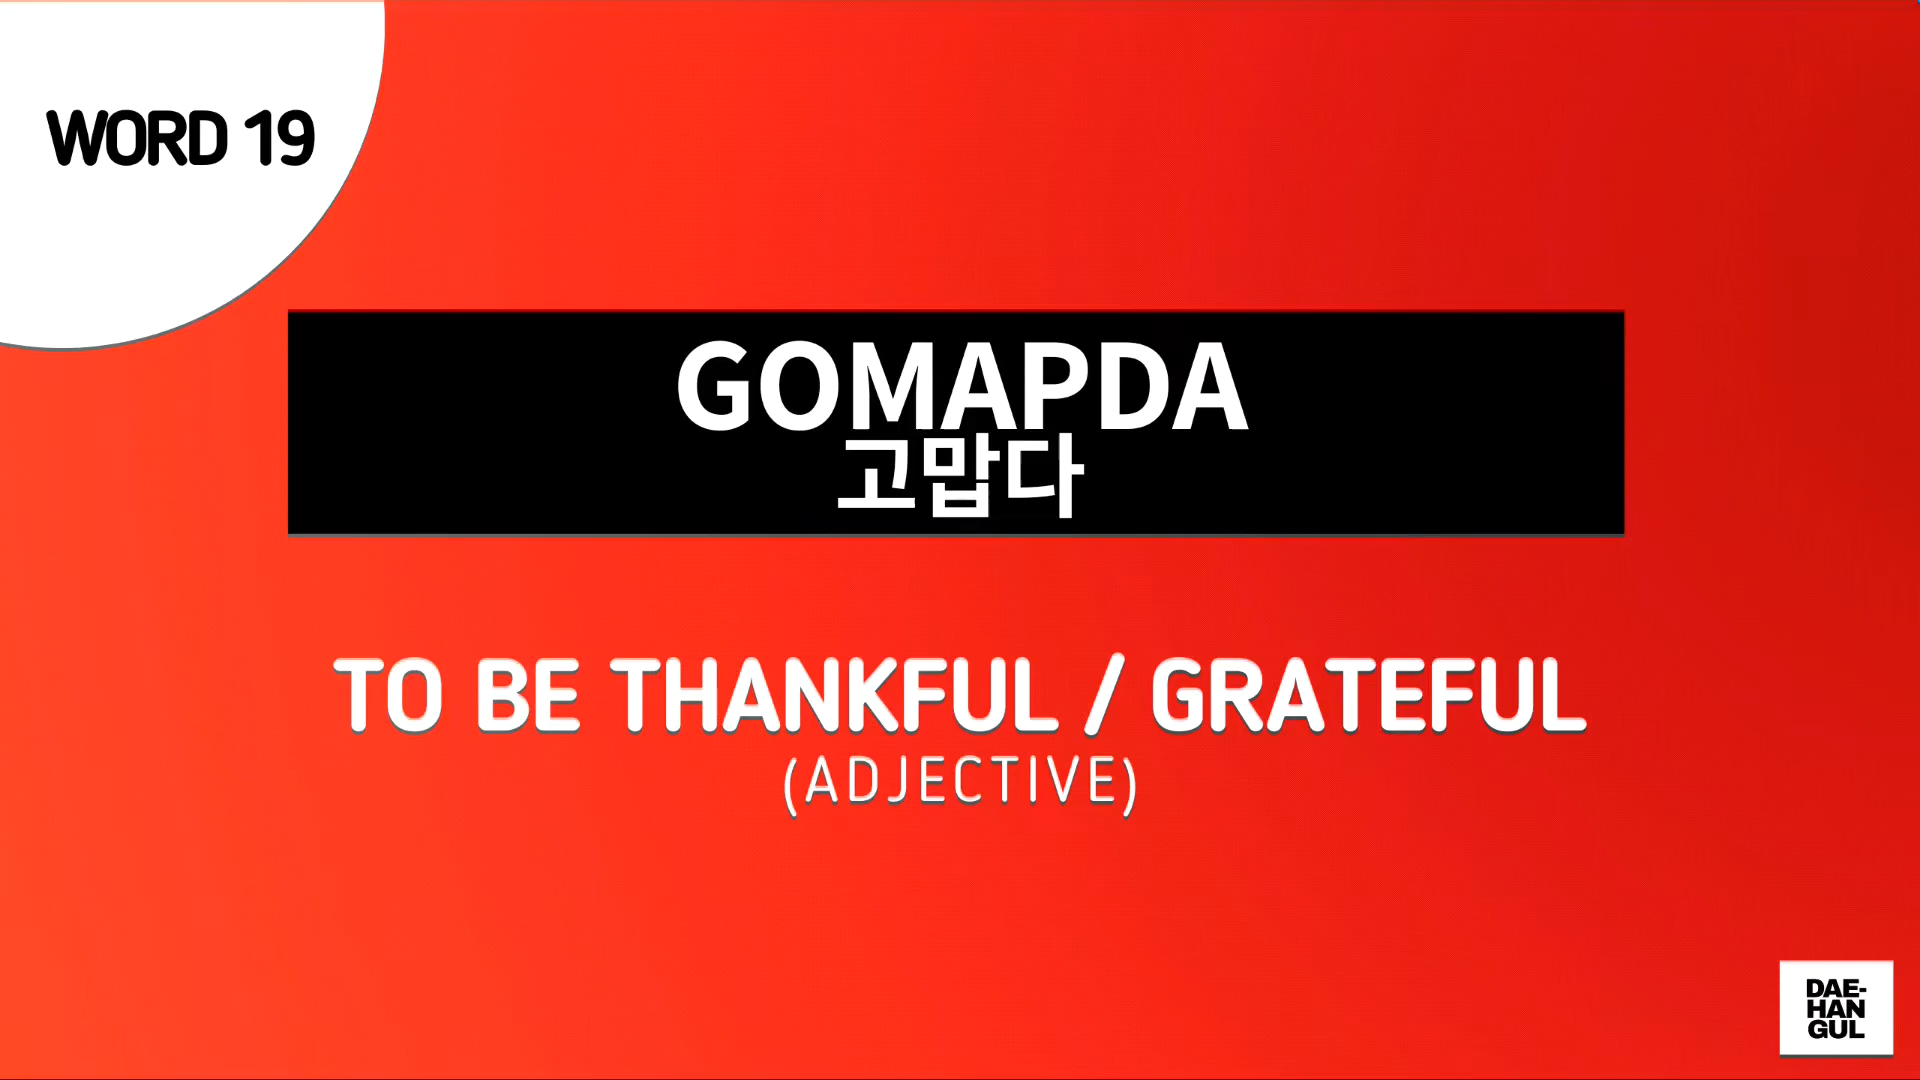 WORD 19
GOMAPDA
고맙다
TO BE THANKFUL / GRATEFUL
(ADJECTIVE)
DAE-
HAN
GUL